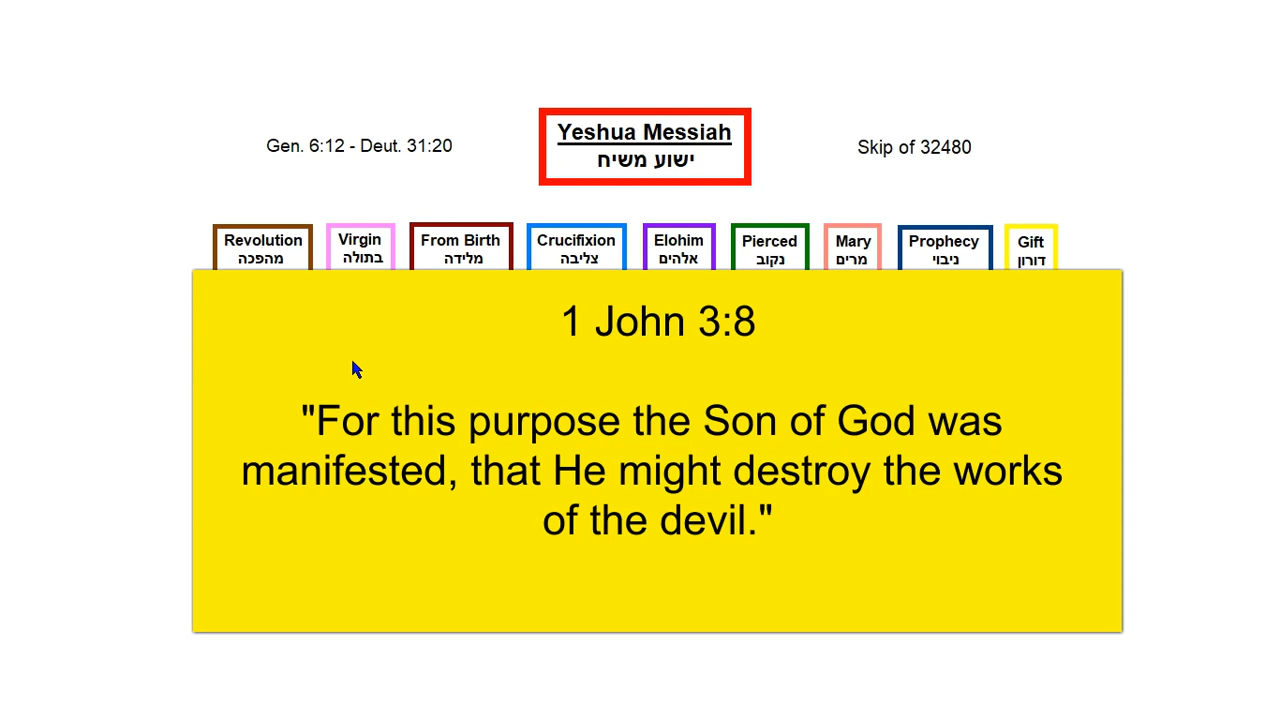 Yeshua Messiah
ישוע משיח
Gen. 6:12 - Deut. 31:20
Skip of 32480
Revolution
מהפכה
Virgin
בתולה
From Birth
מלידה
Crucifixion
צליבה
Elohim
אלהים
Pierced
נקוב
Mary
מרים
Prophecy
ניבוי
Gift
דורון
1 John 3:8
"For this purpose the Son of God was
manifested, that He might destroy the works
of the devil."